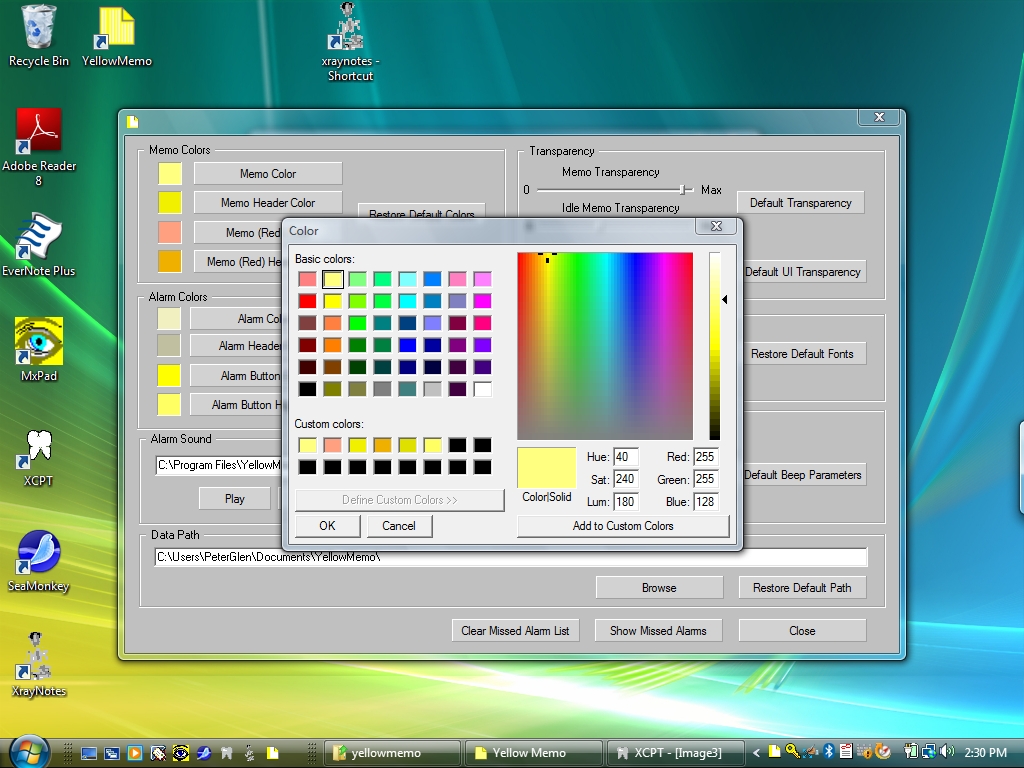 Recycle Bin
YellowMemo
xraynotes -
Shortcut
Adobe Reader
8
EverNote Plus
MxPad
XCPT
SeaMonkey
XrayNotes
Memo Colors
Memo Color
Memo Header Color
Memo (Red
Memo (Red) He
Restore Default Colors
Transparency
Memo Transparency
0
Max
Idle Memo Transparency
Default Transparency
Default UI Transparency
Alarm Colors
Alarm Col
Alarm Header
Alarm Button
Alarm Button H
Restore Default Fonts
Alarm Sound
C:\Program Files\YellowM
Play
Default Beep Parameters
Color
Basic colors:
Custom colors:
Define Custom Colors >>
OK
Cancel
Color|Solid
Hue: 40
Sat: 240
Lum: 180
Red: 255
Green: 255
Blue: 128
Add to Custom Colors
Data Path
C:\Users\PeterGlen\Documents\YellowMemo\
Browse
Restore Default Path
Clear Missed Alarm List
Show Missed Alarms
Close
yellowmemo
Yellow Memo
XCPT - [Image3]
<
2:30 PM